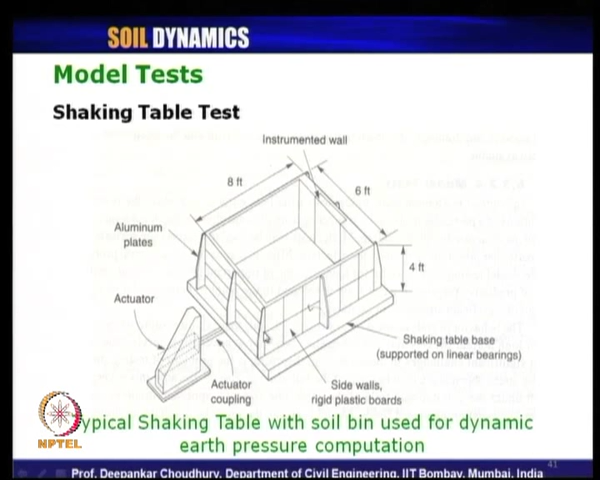 SOIL DYNAMICS
Model Tests
Shaking Table Test
Instrumented wall
8 ft
6 ft
Aluminum
plates
4 ft
Actuator
Shaking table base
(supported on linear bearings)
Actuator
coupling
Side walls,
rigid plastic boards
ypical Shaking Table with soil bin used for dynamic
earth pressure computation
NPTEL
41
Prof. Deepankar Choudhury, Department of Civil Engineering, IIT Bombay, Mumbai, India